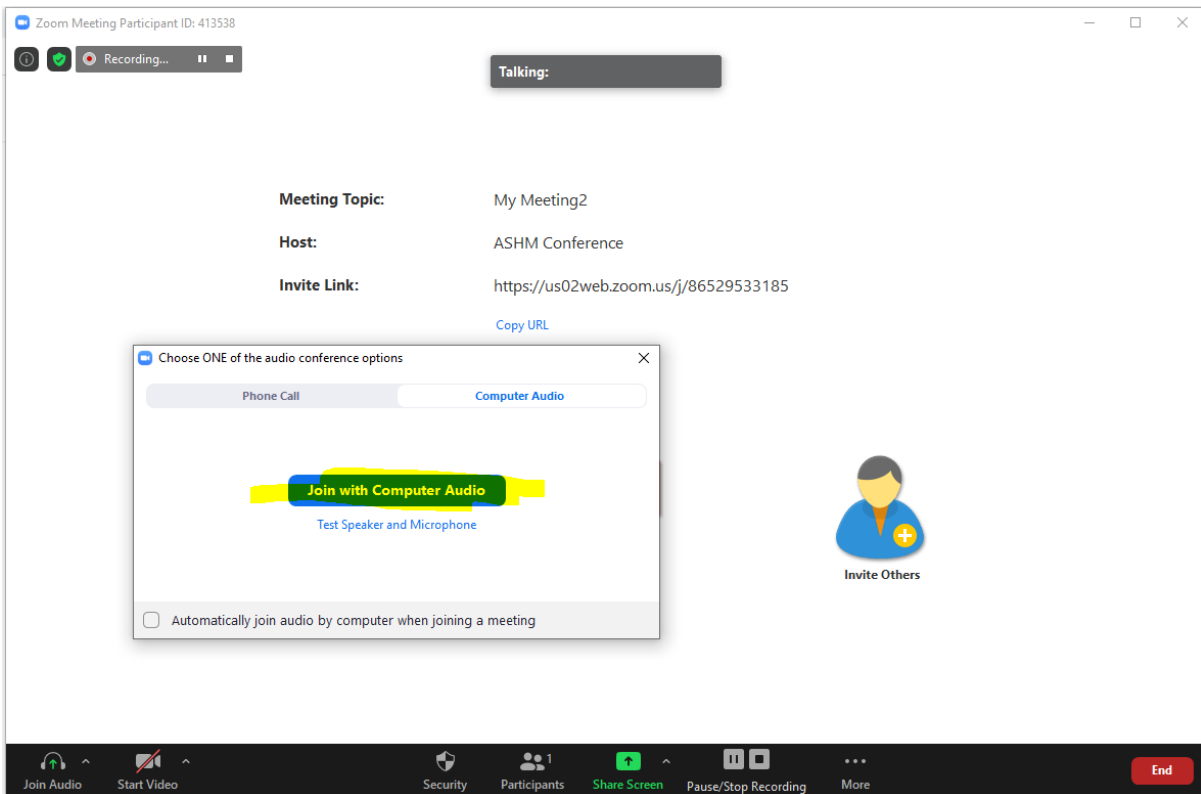 Zoom Meeting Participant ID: 413538
Recording...
Talking:
Meeting Topic: My Meeting2
Host: ASHM Conference
Invite Link: https://us02web.zoom.us/j/86529533185
Copy URL
Choose ONE of the audio conference options
Phone Call Computer Audio
Join with Computer Audio
Test Speaker and Microphone
Invite Others
Automatically join audio by computer when joining a meeting
1
Join Audio Start Video Security Participants Share Screen Pause/Stop Recording More End